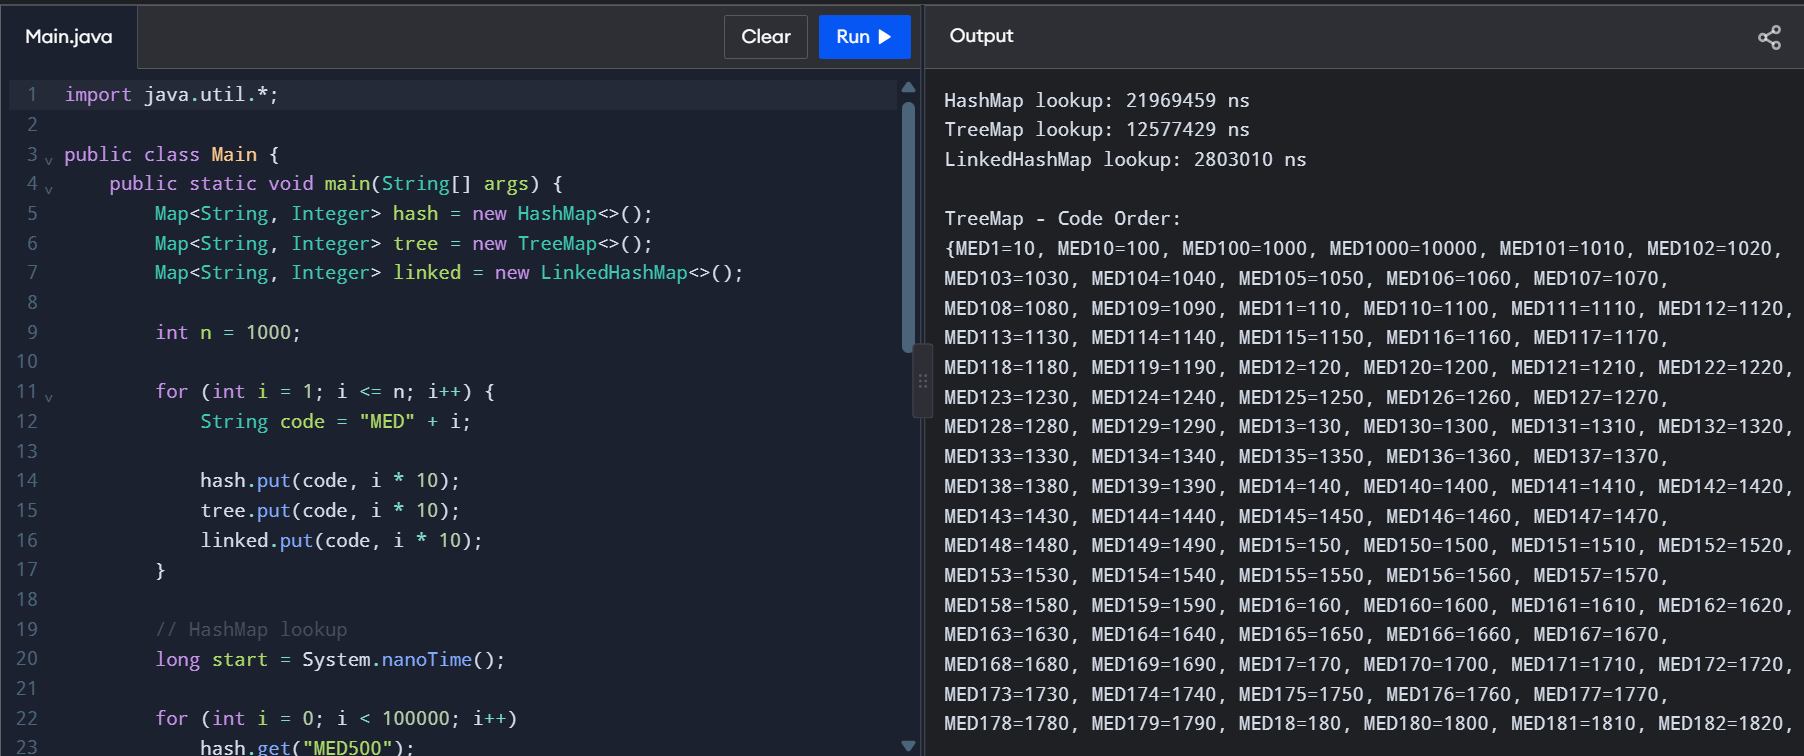 Main.java
Clear
Run
1 import java.util.*;
2
3 public class Main {
4 public static void main(String[] args) {
5 Map<String, Integer> hash = new HashMap<>();
6 Map<String, Integer> tree = new TreeMap<>();
7 Map<String, Integer> linked = new LinkedHashMap<>();
8
9 int n = 1000;
10
11 for (int i = 1; i <= n; i++) {
12 String code = "MED" + i;
13
14 hash.put(code, i * 10);
15 tree.put(code, i * 10);
16 linked.put(code, i * 10);
17 }
18
19 // HashMap lookup
20 long start = System.nanoTime();
21
22 for (int i = 0; i < 100000; i++)
23 hash.get("MED500");
Output
HashMap lookup: 21969459 ns
TreeMap lookup: 12577429 ns
LinkedHashMap lookup: 2803010 ns
TreeMap - Code Order:
{MED1=10, MED10=100, MED100=1000, MED1000=10000, MED101=1010, MED102=1020,
MED103=1030, MED104=1040, MED105=1050, MED106=1060, MED107=1070,
MED108=1080, MED109=1090, MED11=110, MED110=1100, MED111=1110, MED112=1120,
MED113=1130, MED114=1140, MED115=1150, MED116=1160, MED117=1170,
MED118=1180, MED119=1190, MED12=120, MED120=1200, MED121=1210, MED122=1220,
MED123=1230, MED124=1240, MED125=1250, MED126=1260, MED127=1270,
MED128=1280, MED129=1290, MED13=130, MED130=1300, MED131=1310, MED132=1320,
MED133=1330, MED134=1340, MED135=1350, MED136=1360, MED137=1370,
MED138=1380, MED139=1390, MED14=140, MED140=1400, MED141=1410, MED142=1420,
MED143=1430, MED144=1440, MED145=1450, MED146=1460, MED147=1470,
MED148=1480, MED149=1490, MED15=150, MED150=1500, MED151=1510, MED152=1520,
MED153=1530, MED154=1540, MED155=1550, MED156=1560, MED157=1570,
MED158=1580, MED159=1590, MED16=160, MED160=1600, MED161=1610, MED162=1620,
MED163=1630, MED164=1640, MED165=1650, MED166=1660, MED167=1670,
MED168=1680, MED169=1690, MED17=170, MED170=1700, MED171=1710, MED172=1720,
MED173=1730, MED174=1740, MED175=1750, MED176=1760, MED177=1770,
MED178=1780, MED179=1790, MED18=180, MED180=1800, MED181=1810, MED182=1820,